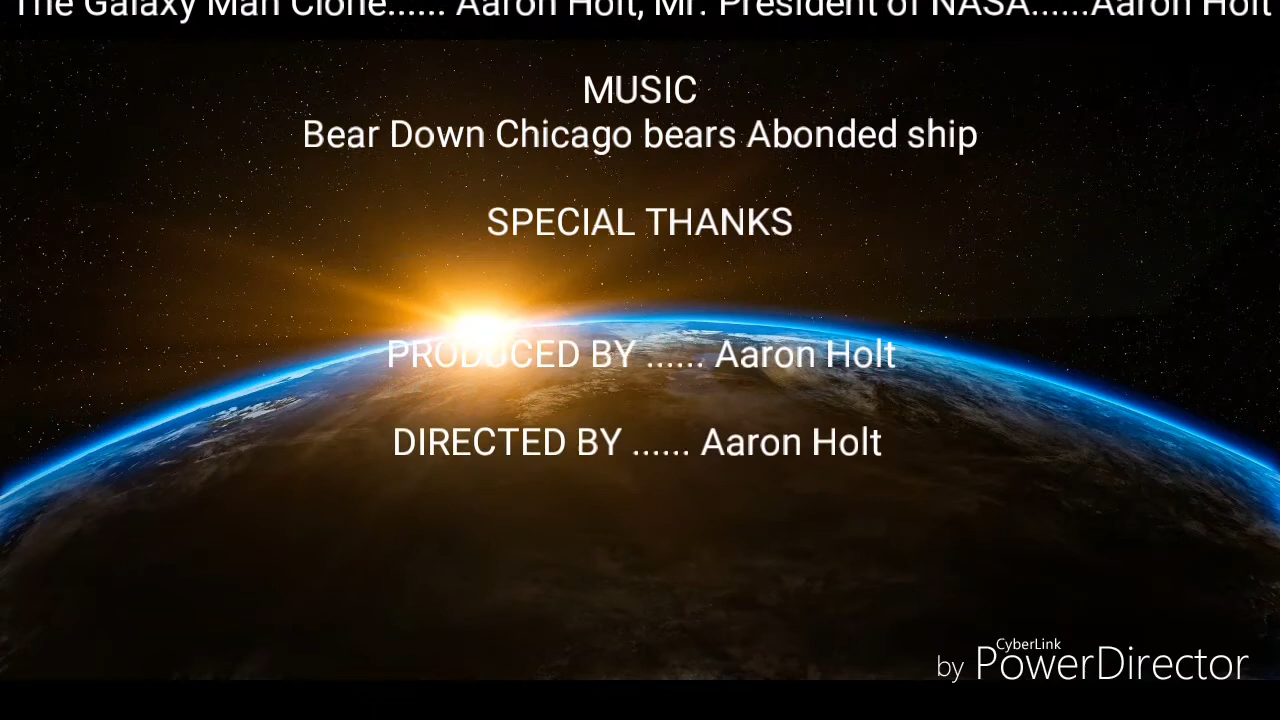 The Galaxy Man Clone...... Aaron Holt, Mr. President of NASA......Aaron Holt
MUSIC
Bear Down Chicago bears Abonded ship
SPECIAL THANKS
PRODUCED BY ...... Aaron Holt
DIRECTED BY ...... Aaron Holt
CyberLink
by PowerDirector